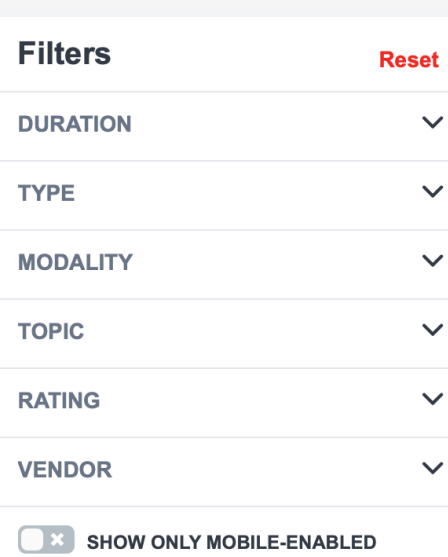 Filters
Reset
DURATION
TYPE
MODALITY
TOPIC
RATING
VENDOR
SHOW ONLY MOBILE-ENABLED